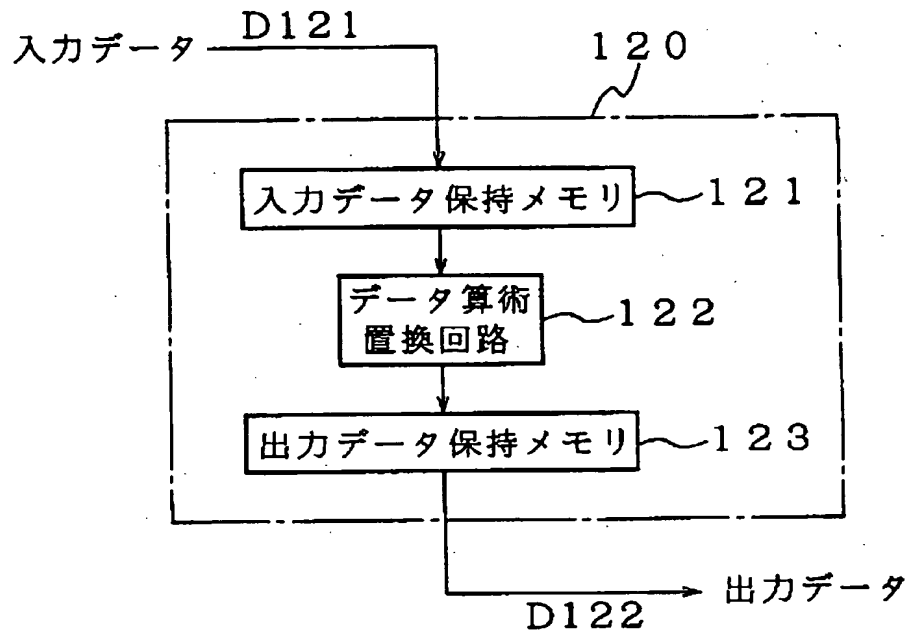 D121
入力データ
120
入力データ保持メモリ
121
データ算術
置換回路
122
出力データ保持メモリ
123
出力データ
D122